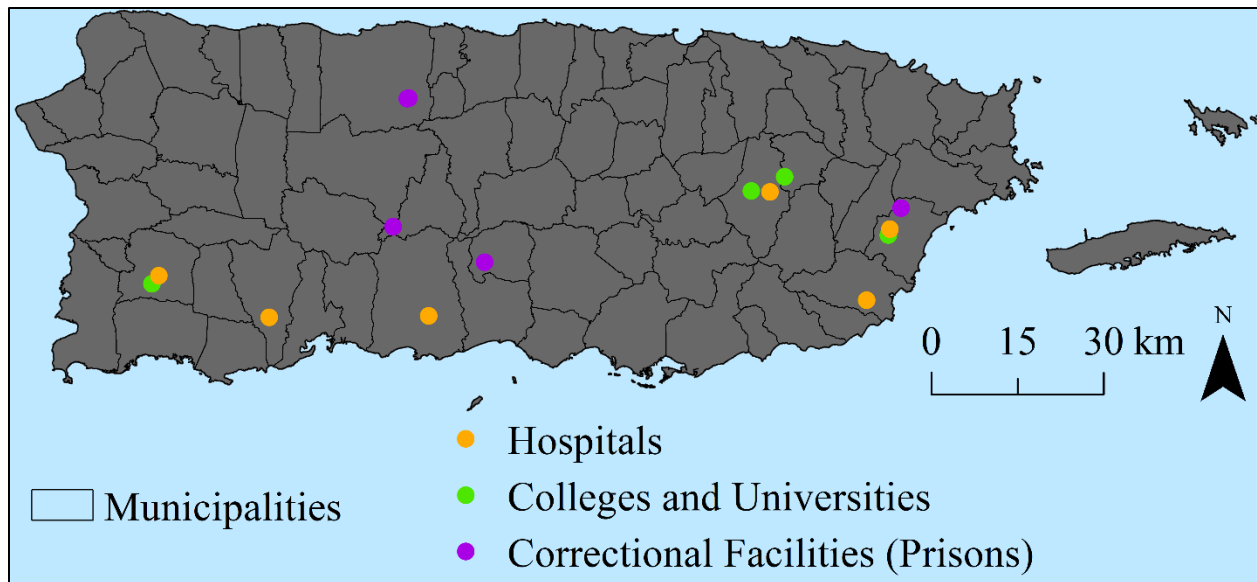 N
0 15 30 km
Hospitals
Colleges and Universities
Municipalities
Correctional Facilities (Prisons)